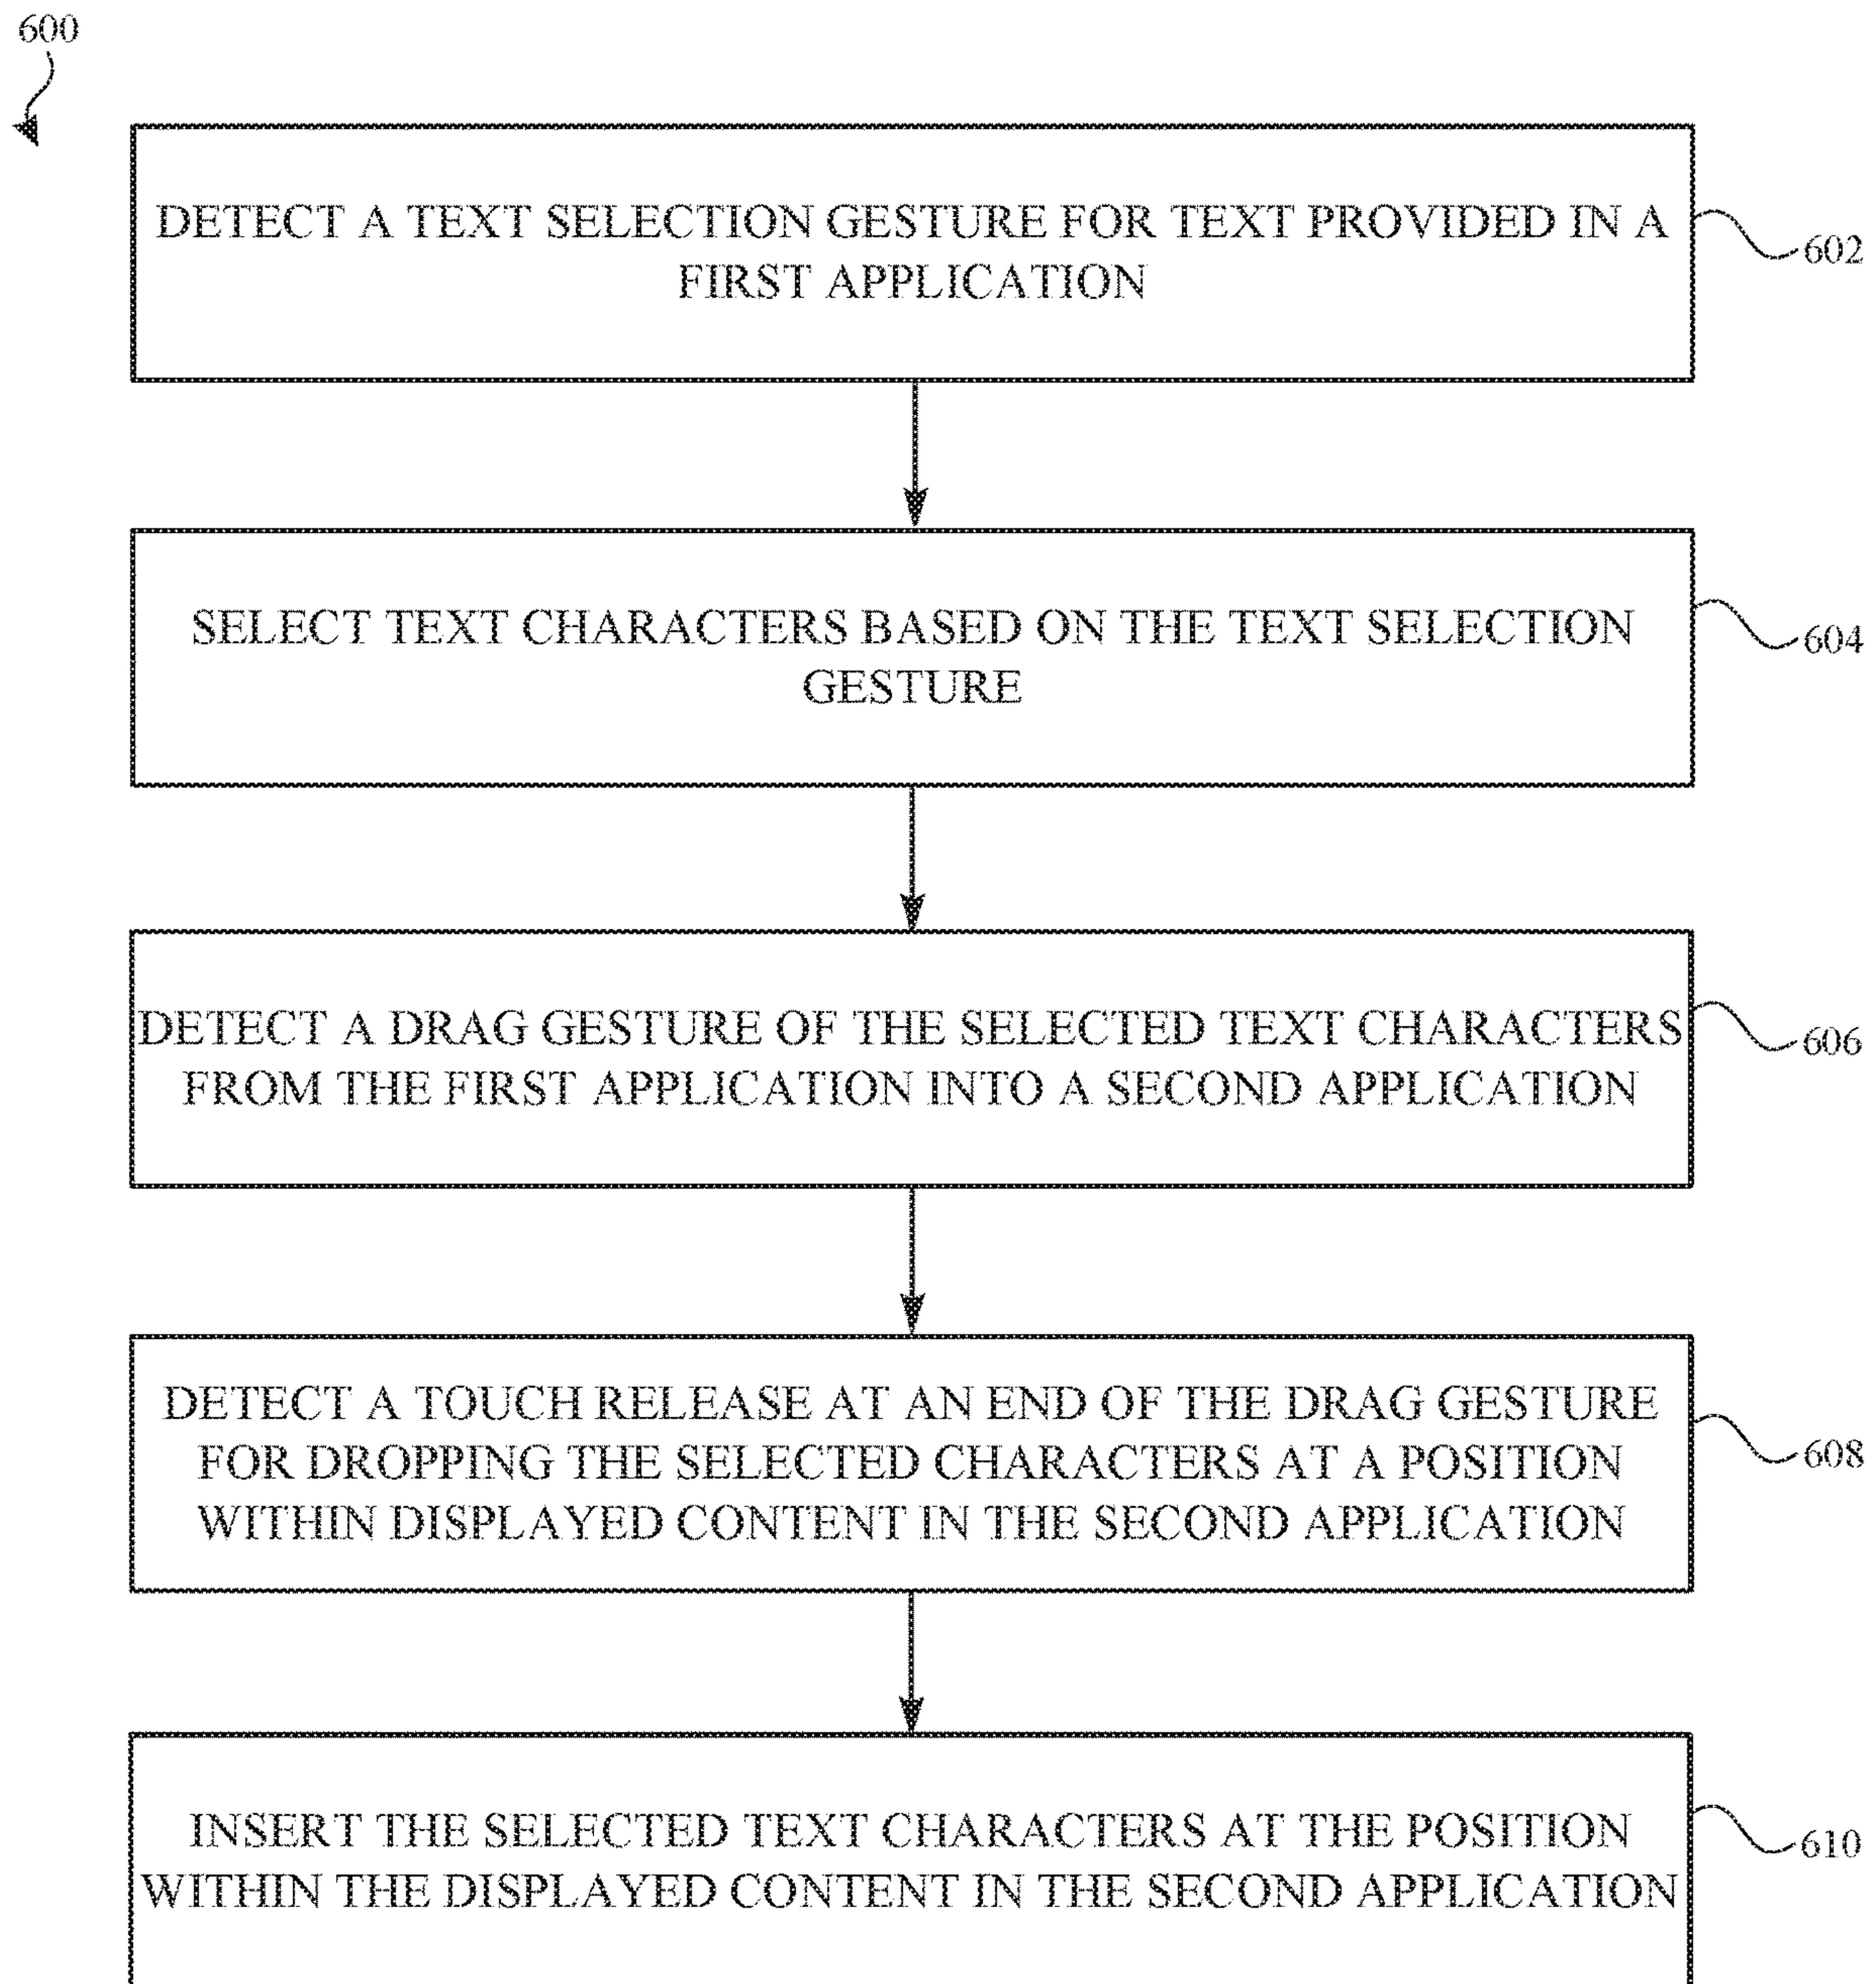 600
DETECT A TEXT SELECTION GESTURE FOR TEXT PROVIDED IN A
FIRST APPLICATION
602
SELECT TEXT CHARACTERS BASED ON THE TEXT SELECTION
GESTURE
604
DETECT A DRAG GESTURE OF THE SELECTED TEXT CHARACTERS
FROM THE FIRST APPLICATION INTO A SECOND APPLICATION
606
DETECT A TOUCH RELEASE AT AN END OF THE DRAG GESTURE
FOR DROPPING THE SELECTED CHARACTERS AT A POSITION
WITHIN DISPLAYED CONTENT IN THE SECOND APPLICATION
608
INSERT THE SELECTED TEXT CHARACTERS AT THE POSITION
WITHIN THE DISPLAYED CONTENT IN THE SECOND APPLICATION
610